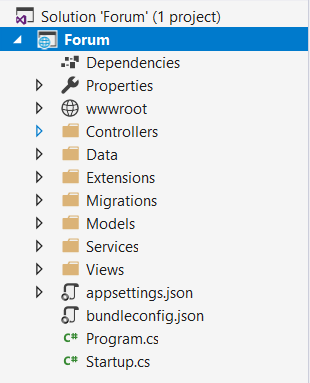 Solution 'Forum' (1 project)
Forum
Dependencies
Properties
wwwroot
Controllers
Data
Extensions
Migrations
Models
Services
Views
appsettings.json
bundleconfig.json
C# Program.cs
C# Startup.cs